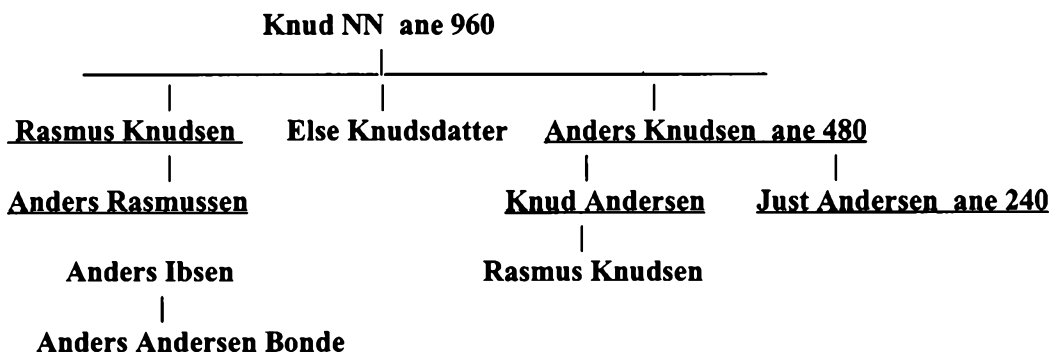 Knud NN ane 960
Rasmus Knudsen Else Knudsdatter Anders Knudsen ane 480
Anders Rasmussen Knud Andersen Just Andersen ane 240
Anders Ibsen Rasmus Knudsen
Anders Andersen Bonde